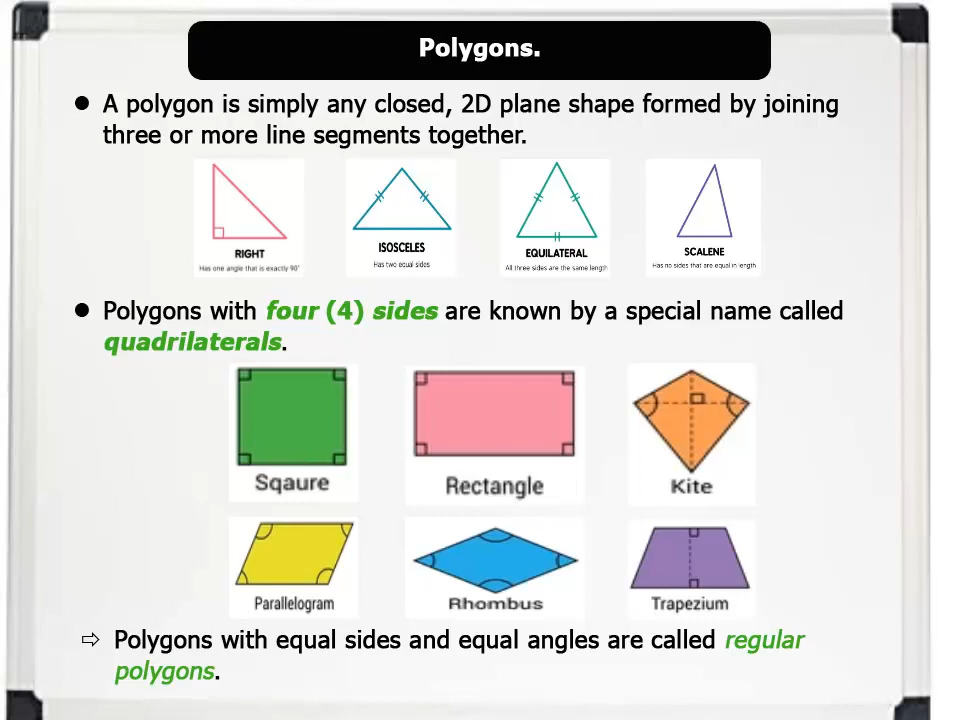 Polygons.
● A polygon is simply any closed, 2D plane shape formed by joining
three or more line segments together.
RIGHT
Has one angle that is exactly 90°
ISOSCELES
Has two equal sides
EQUILATERAL
All three sides are the same length
SCALENE
Has no sides that are equal in length
● Polygons with four (4) sides are known by a special name called
quadrilaterals.
Sqaure
Rectangle
Kite
Parallelogram
Rhombus
Trapezium
⇨ Polygons with equal sides and equal angles are called regular
polygons.